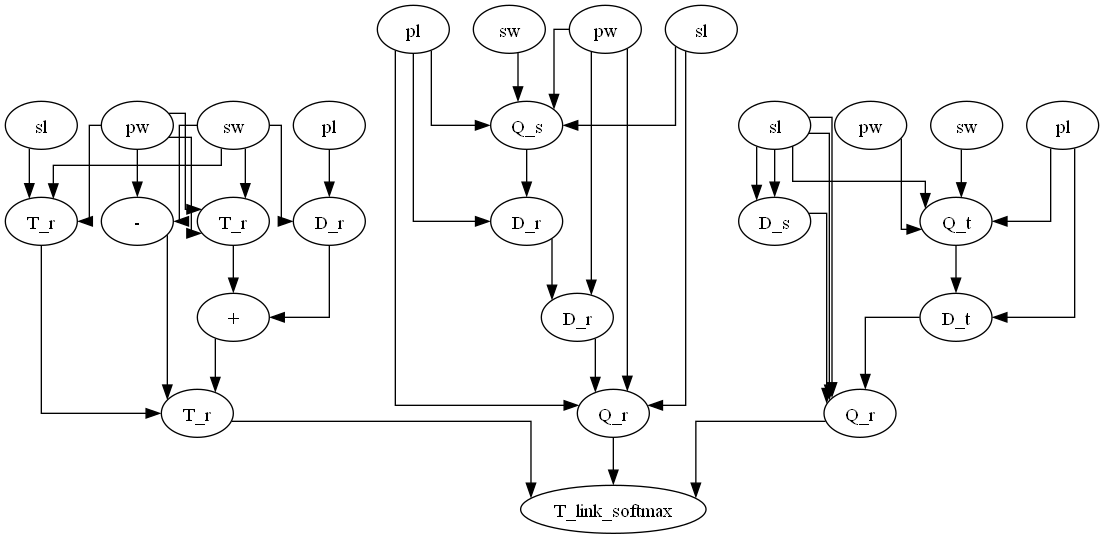 pl sw pw sl
sl pw sw pl Q_s sl pw sw pl
T_r - T_r D_r D_r D_s Q_t
+ D_r D_t
T_r Q_r Q_r
T_link_softmax